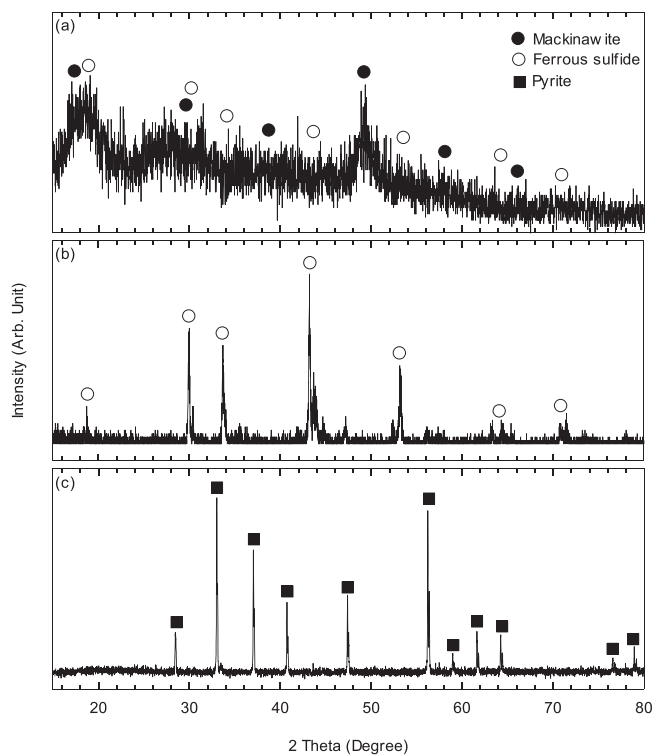 (a)
Mackinawite
Ferrous sulfide
Pyrite
(b)
Intensity (Arb. Unit)
(c)
20 30 40 50 60 70 80
2 Theta (Degree)